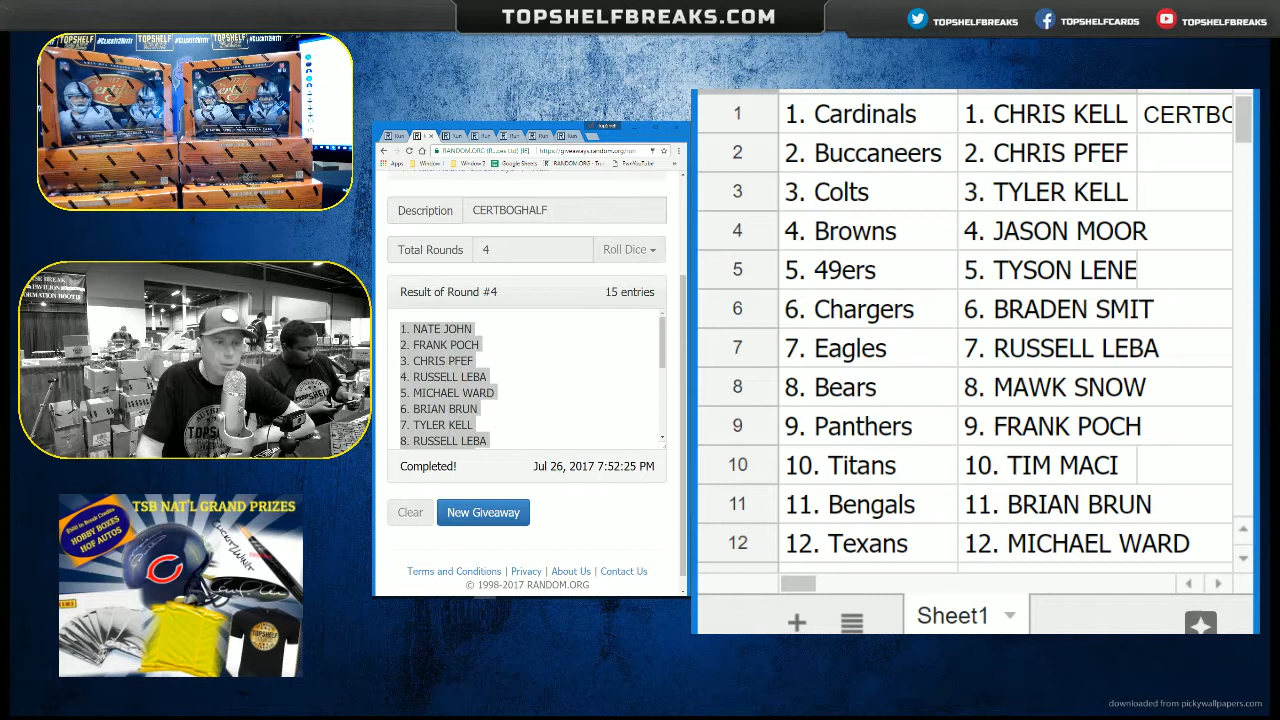 TOPSHELFBREAKS.COM
TOPSHELFBREAKS
TOPSHELFCARDS
TOPSHELFBREAKS
Description
CERTBOGHALF
Total Rounds
4
Roll Dice
Result of Round #4
15 entries
1. NATE JOHN
2. FRANK POCH
3. CHRIS PFEF
4. RUSSELL LEBA
5. MICHAEL WARD
6. BRIAN BRUN
7. TYLER KELL
8. RUSSELL LEBA
Completed!
Jul 26, 2017 7:52:25 PM
Clear
New Giveaway
Terms and Conditions | Privacy | About Us | Contact Us
© 1998-2017 RANDOM.ORG
1 1. Cardinals 1. CHRIS KELL CERTBO
2 2. Buccaneers 2. CHRIS PFEF
3 3. Colts 3. TYLER KELL
4 4. Browns 4. JASON MOOR
5 5. 49ers 5. TYSON LENE
6 6. Chargers 6. BRADEN SMIT
7 7. Eagles 7. RUSSELL LEBA
8 8. Bears 8. MAWK SNOW
9 9. Panthers 9. FRANK POCH
10 10. Titans 10. TIM MACI
11 11. Bengals 11. BRIAN BRUN
12 12. Texans 12. MICHAEL WARD
Sheet1
TSB NAT'L GRAND PRIZES
HOBBY BOXES
HOF AUTOS
TOPSHELF
downloaded from pickywallpapers.com